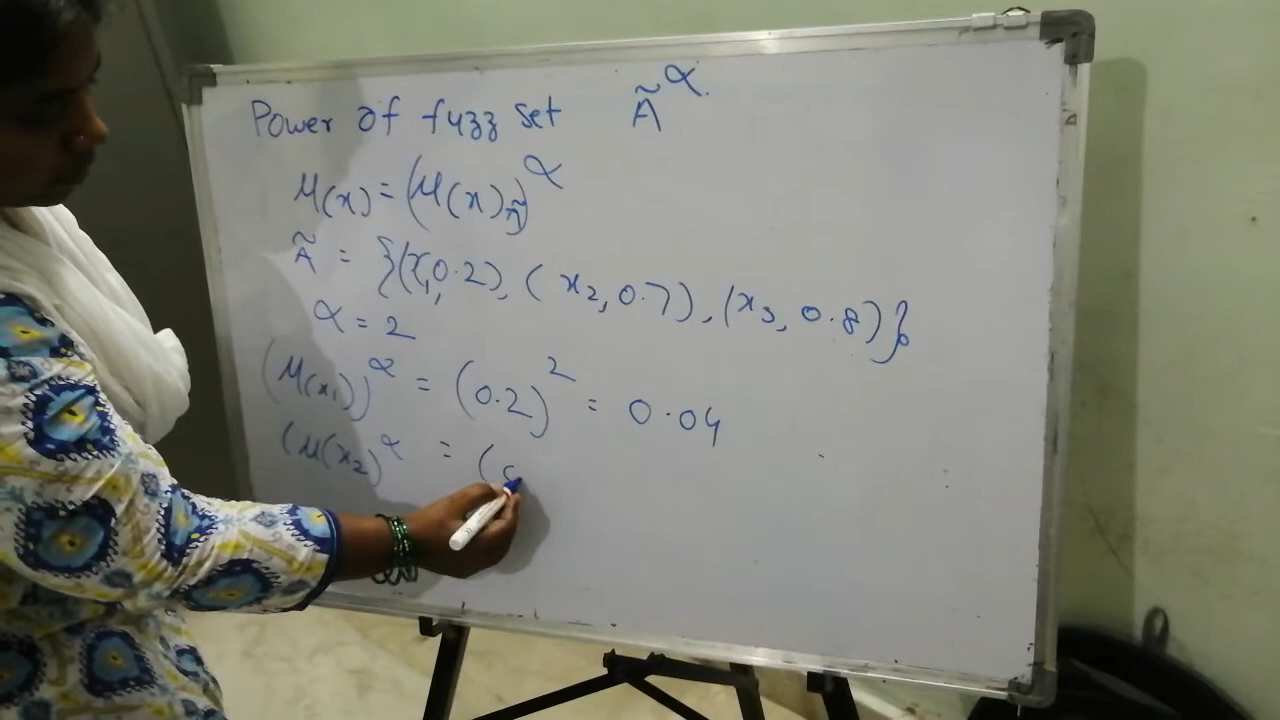 Power of fuzz set Ã^α.
μ(x) = (μ(x)Ã)^α
Ã = {(x1, 0.2), (x2, 0.7), (x3, 0.8)}
α = 2
(μ(x1))^α = (0.2)^2 = 0.04
(μ(x2)^α = (